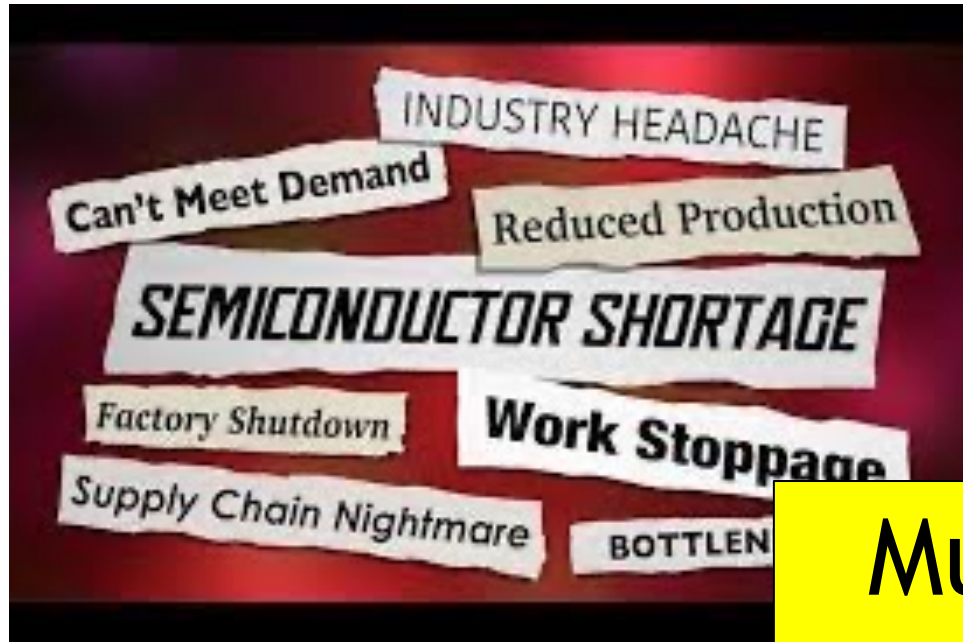 INDUSTRY HEADACHE
Can't Meet Demand
Reduced Production
SEMICONDUCTOR SHORTAGE
Factory Shutdown
Work Stoppage
Supply Chain Nightmare